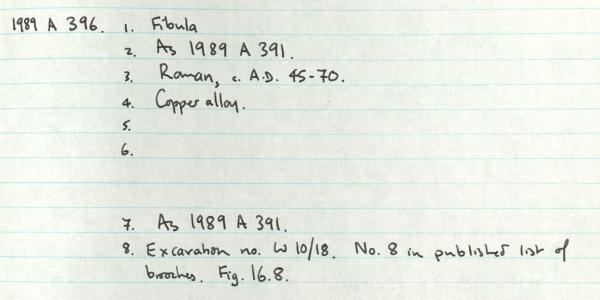 1989 A 396. 1. Fibula
2. As 1989 A 391.
3. Roman, c. A.D. 45-70.
4. Copper alloy.
5.
6.
7. As 1989 A 391.
8. Excavation no. W 10/18. No. 8 in published list of
brooches. Fig. 16.8.